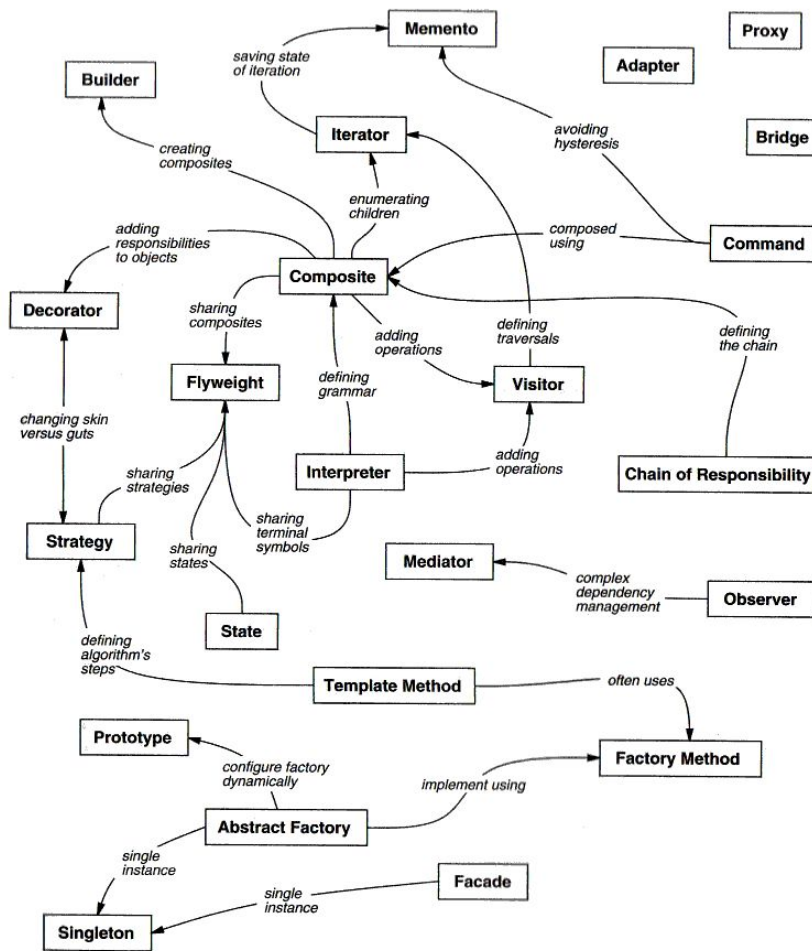 Memento
Proxy
saving state
of iteration
Adapter
Builder
avoiding
hysteresis
Iterator
Bridge
creating
composites
enumerating
children
adding
responsibilities
to objects
composed
using
Command
Composite
Decorator
sharing
composites
adding
operations
defining
traversals
defining
the chain
Flyweight
defining
grammar
Visitor
changing skin
versus guts
Interpreter
adding
operations
Chain of Responsibility
sharing
strategies
sharing
terminal
symbols
Strategy
sharing
states
Mediator
complex
dependency
management
Observer
State
defining
algorithm's
steps
Template Method
often uses
Prototype
Factory Method
configure factory
dynamically
implement using
Abstract Factory
single
instance
Facade
single
instance
Singleton